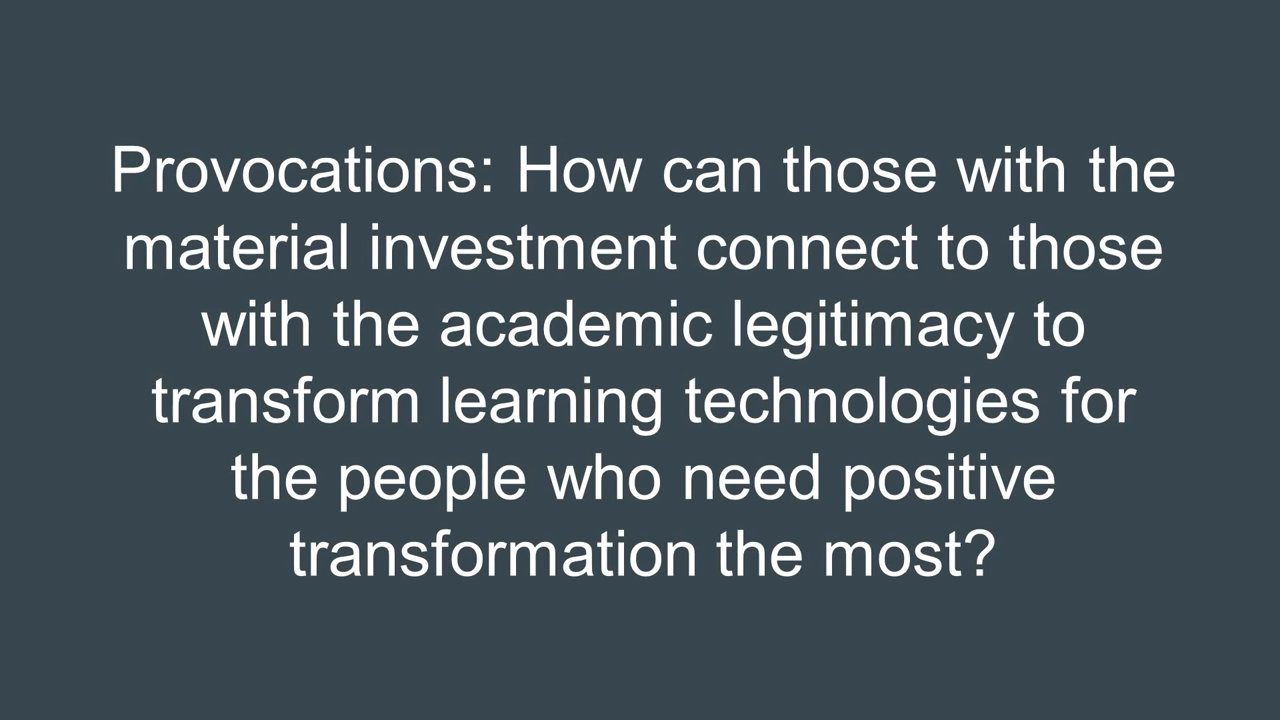 Provocations: How can those with the
material investment connect to those
with the academic legitimacy to
transform learning technologies for
the people who need positive
transformation the most?